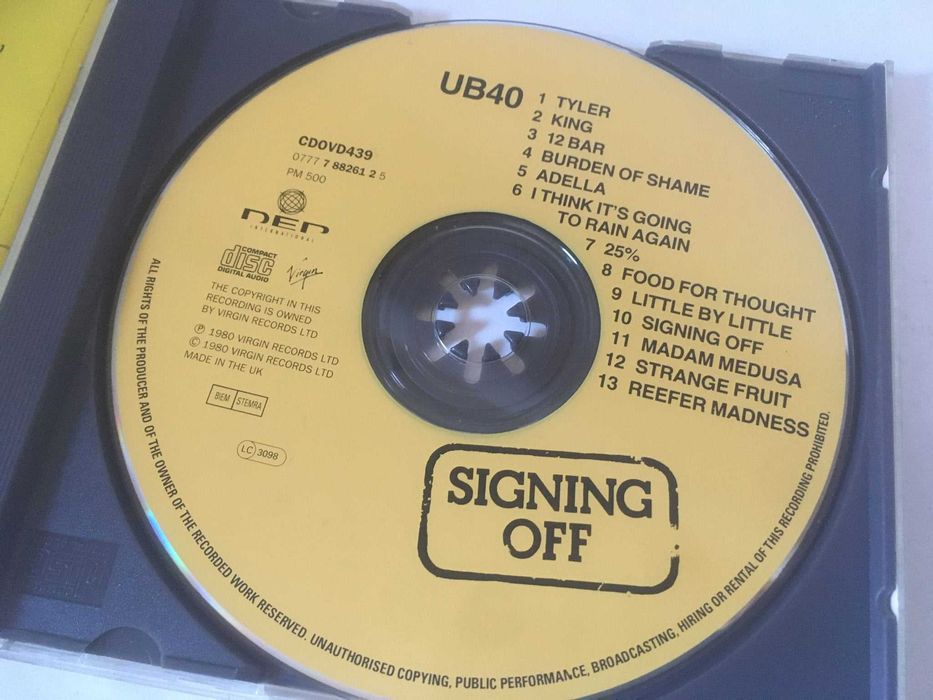 UB40
1 TYLER
2 KING
3 12 BAR
4 BURDEN OF SHAME
5 ADELLA
6 I THINK IT'S GOING
TO RAIN AGAIN
7 25%
8 FOOD FOR THOUGHT
9 LITTLE BY LITTLE
10 SIGNING OFF
11 MADAM MEDUSA
12 STRANGE FRUIT
13 REEFER MADNESS
CDOVD439
0777 7 88261 2 5
PM 500
DEP
INTERNATIONAL
COMPACT
disc
DIGITAL AUDIO
Virgin
THE COPYRIGHT IN THIS
RECORDING IS OWNED
BY VIRGIN RECORDS LTD
℗ 1980 VIRGIN RECORDS LTD
© 1980 VIRGIN RECORDS LTD
MADE IN THE UK
BIEM STEMRA
LC 3098
SIGNING
OFF
ALL RIGHTS OF THE PRODUCER AND OF THE OWNER OF THE RECORDED WORK RESERVED. UNAUTHORISED COPYING, PUBLIC PERFORMANCE, BROADCASTING, HIRING OR RENTAL OF THIS RECORDING PROHIBITED.